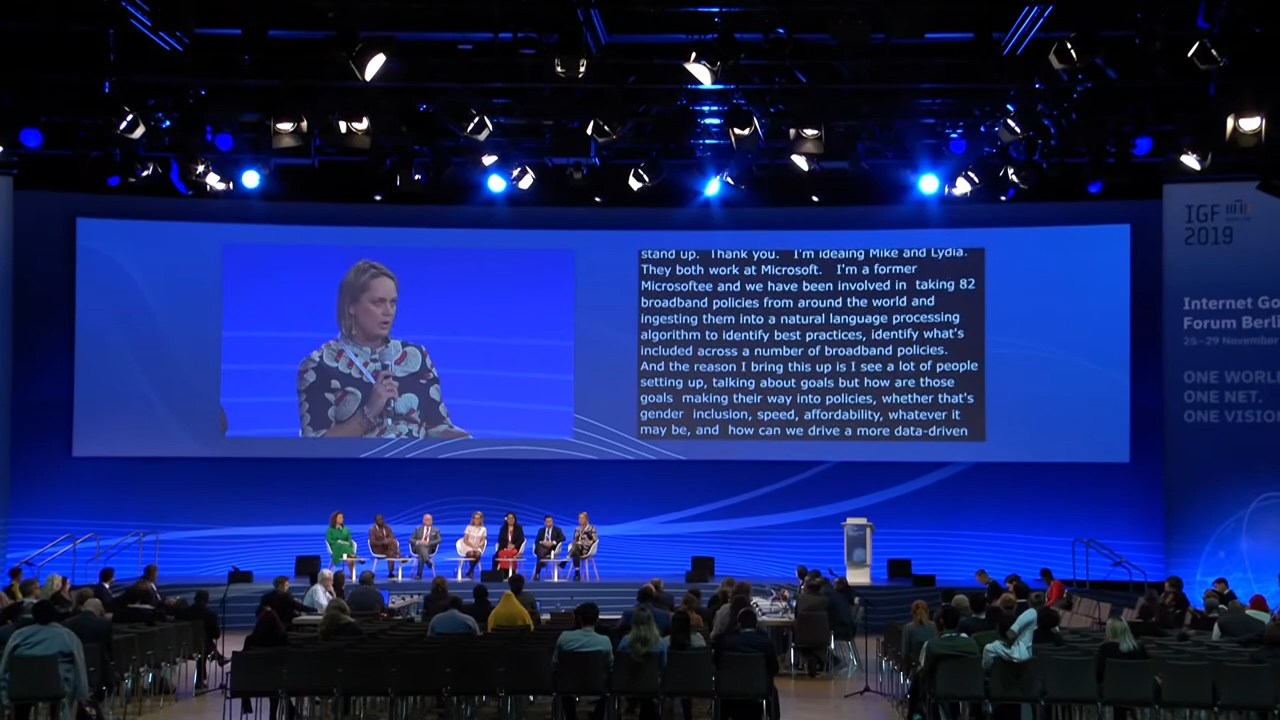 stand up. Thank you. I'm ideaing Mike and Lydia.
They both work at Microsoft. I'm a former
Microsoftee and we have been involved in taking 82
broadband policies from around the world and
ingesting them into a natural language processing
algorithm to identify best practices, identify what's
included across a number of broadband policies.
And the reason I bring this up is I see a lot of people
setting up, talking about goals but how are those
goals making their way into policies, whether that's
gender inclusion, speed, affordability, whatever it
may be, and how can we drive a more data-driven
IGF
2019
Internet Go
Forum Berli
25–29 November
ONE WORL
ONE NET.
ONE VISIO